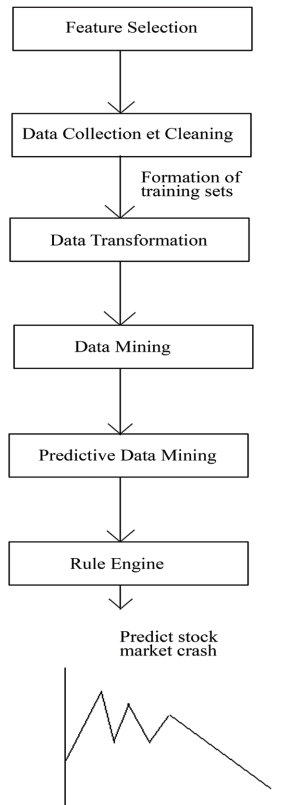 Feature Selection
Data Collection et Cleaning
Formation of
training sets
Data Transformation
Data Mining
Predictive Data Mining
Rule Engine
Predict stock
market crash